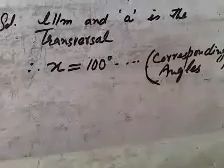 Sol. l||m and 'a' is the
Transversal
∴ x = 100° ---- (Corresponding
Angles